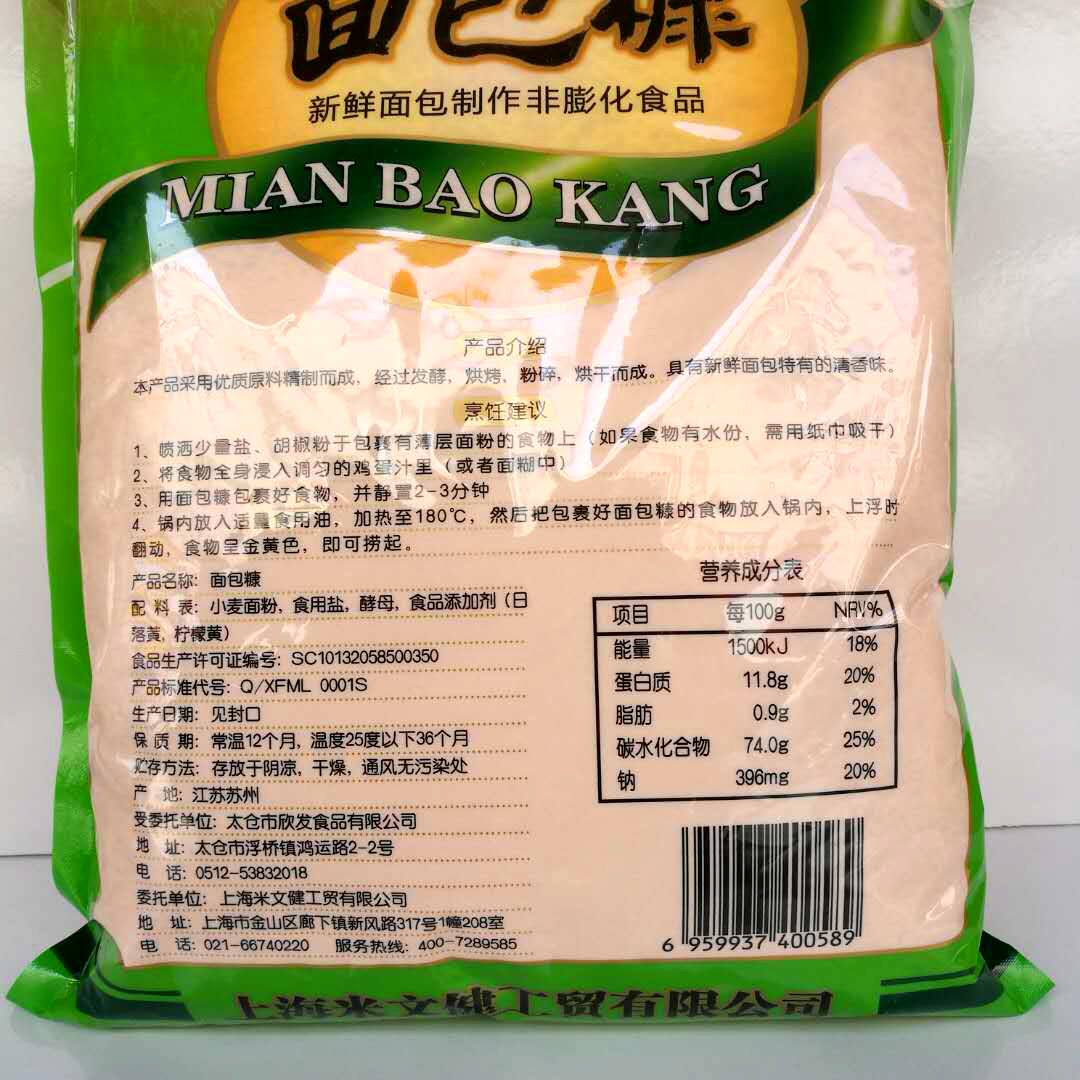 面包糠
新鲜面包制作非膨化食品
MIAN BAO KANG
产品介绍
本产品采用优质原料精制而成，经过发酵，烘烤、粉碎，烘干而成。具有新鲜面包特有的清香味。
烹饪建议
1、喷洒少量盐、胡椒粉于包裹有薄层面粉的食物上（如果食物有水份，需用纸巾吸干）
2、将食物全身浸入调匀的鸡蛋汁里（或者面糊中）
3、用面包糠包裹好食物，并静置2-3分钟
4、锅内放入适量食用油，加热至180℃，然后把包裹好面包糠的食物放入锅内，上浮时
翻动，食物呈金黄色，即可捞起。
产品名称：面包糠
配 料 表：小麦面粉，食用盐，酵母，食品添加剂（日
落黄，柠檬黄）
食品生产许可证编号：SC10132058500350
产品标准代号：Q/XFML 0001S
生产日期：见封口
保 质 期：常温12个月，温度25度以下36个月
贮存方法：存放于阴凉，干燥，通风无污染处
产 地：江苏苏州
受委托单位：太仓市欣发食品有限公司
地 址：太仓市浮桥镇鸿运路2-2号
电 话：0512-53832018
委托单位：上海米文健工贸有限公司
地 址：上海市金山区廊下镇新风路317号1幢208室
电 话：021-66740220 服务热线：400-7289585
营养成分表
项目 每100g NRV%
能量 1500kJ 18%
蛋白质 11.8g 20%
脂肪 0.9g 2%
碳水化合物 74.0g 25%
钠 396mg 20%
6 959937 400589
上海米文健工贸有限公司